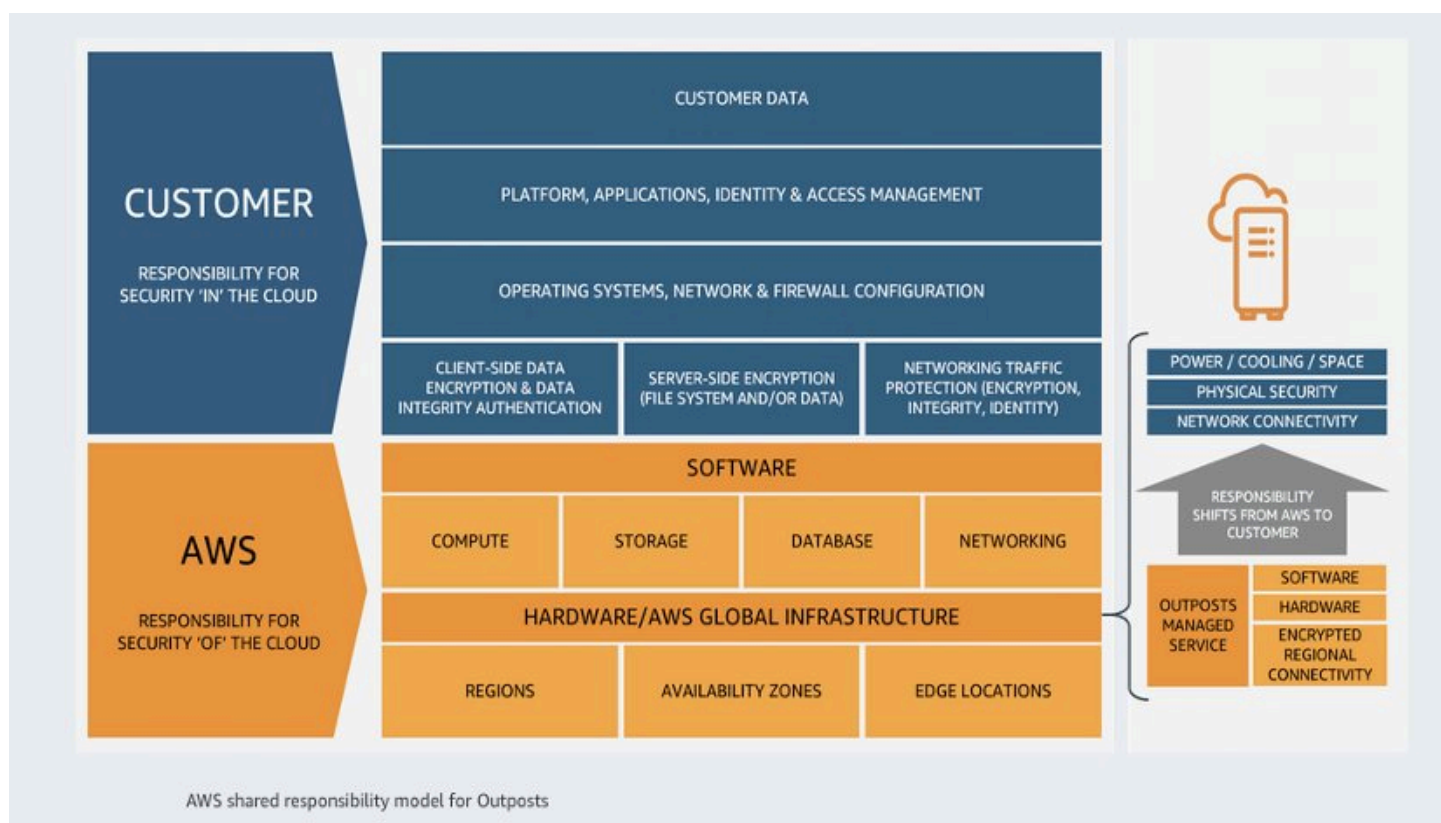 CUSTOMER
RESPONSIBILITY FOR
SECURITY 'IN' THE CLOUD
CUSTOMER DATA
PLATFORM, APPLICATIONS, IDENTITY & ACCESS MANAGEMENT
OPERATING SYSTEMS, NETWORK & FIREWALL CONFIGURATION
CLIENT-SIDE DATA
ENCRYPTION & DATA
INTEGRITY AUTHENTICATION
SERVER-SIDE ENCRYPTION
(FILE SYSTEM AND/OR DATA)
NETWORKING TRAFFIC
PROTECTION (ENCRYPTION,
INTEGRITY, IDENTITY)
AWS
RESPONSIBILITY FOR
SECURITY 'OF' THE CLOUD
SOFTWARE
COMPUTE
STORAGE
DATABASE
NETWORKING
HARDWARE/AWS GLOBAL INFRASTRUCTURE
REGIONS
AVAILABILITY ZONES
EDGE LOCATIONS
POWER / COOLING / SPACE
PHYSICAL SECURITY
NETWORK CONNECTIVITY
RESPONSIBILITY
SHIFTS FROM AWS TO
CUSTOMER
OUTPOSTS
MANAGED
SERVICE
SOFTWARE
HARDWARE
ENCRYPTED
REGIONAL
CONNECTIVITY
AWS shared responsibility model for Outposts